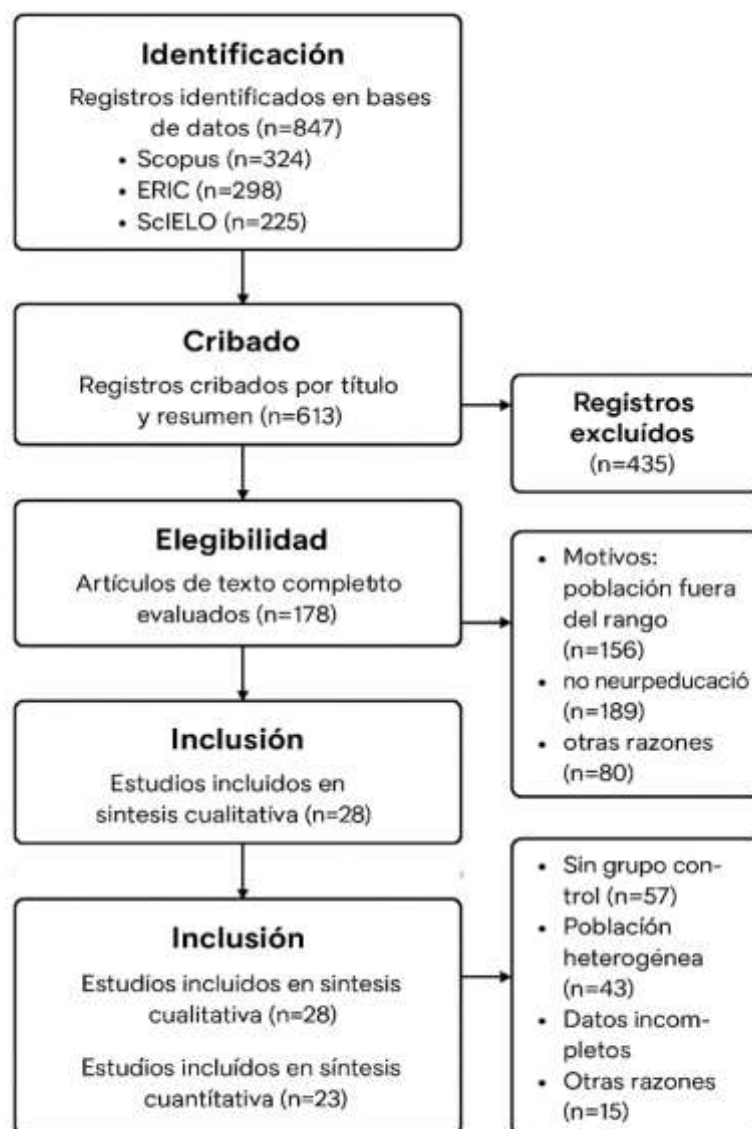 Identificación
Registros identificados en bases
de datos (n=847)
• Scopus (n=324)
• ERIC (n=298)
• ScIELO (n=225)
Cribado
Registros cribados por título
y resumen (n=613)
Registros
excluídos
(n=435)
Elegibilidad
Artículos de texto completoto
evaluados (n=178)
• Motivos:
población fuera
del rango
(n=156)
• no neurpeducació
(n=189)
• otras razones
(n=80)
Inclusión
Estudios incluidos en
sintesis cualitativa (n=28)
Inclusión
Estudios incluidos en sintesis
cualitativa (n=28)
Estudios incluídos en síntesis
cuantítativa (n=23)
• Sin grupo con-
trol (n=57)
• Poblacíón
heterogénea
(n=43)
• Datos incom-
pletos
• Otras razones
(n=15)